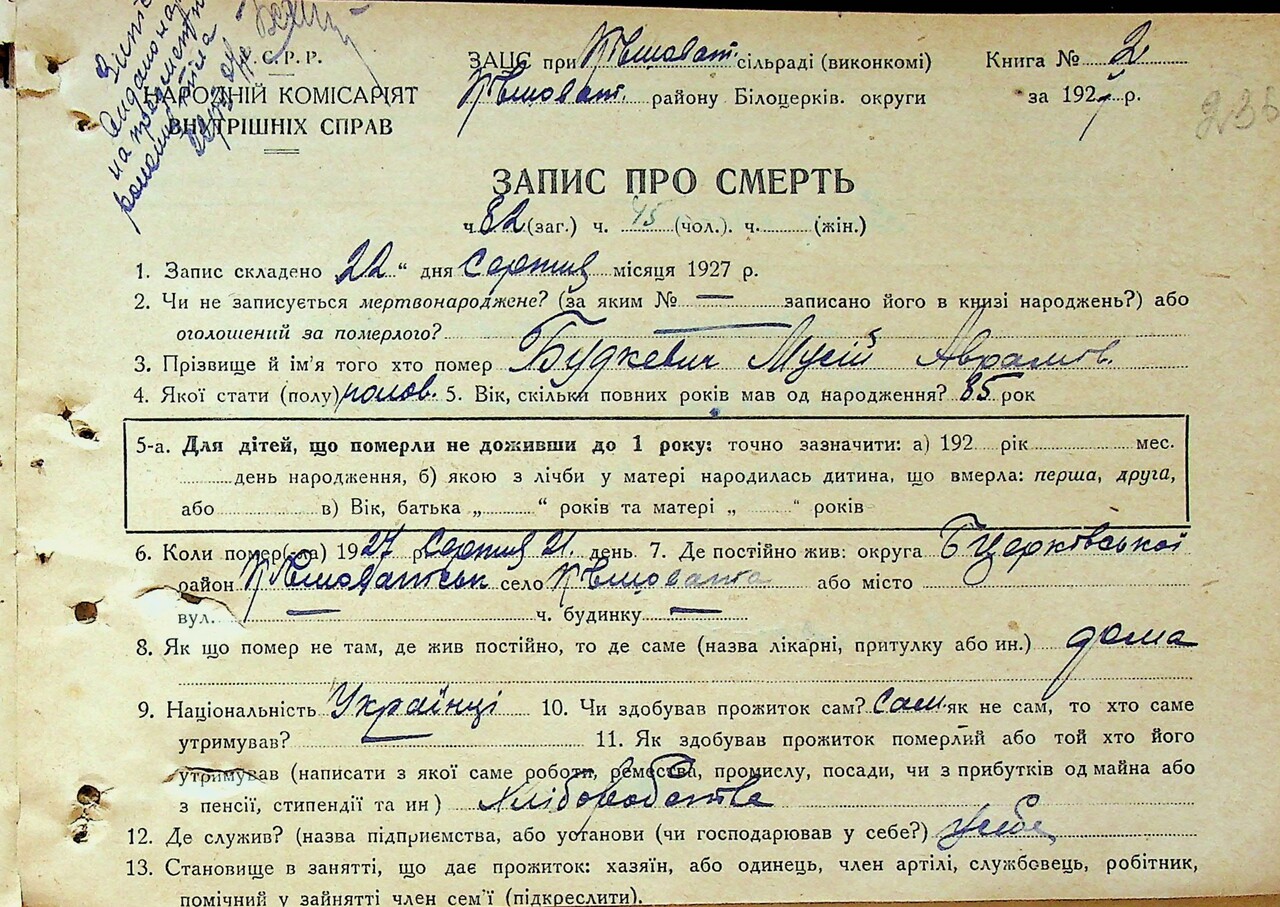 С. Р. Р.
НАРОДНІЙ КОМІСАРІЯТ
ВНУТРІШНІХ СПРАВ
ЗАЦС при П'ятигорат. сільраді (виконкомі)
району Білоцерків. округи
Книга № 2
за 1927 р.
ЗАПИС ПРО СМЕРТЬ
ч. 82 (заг.) ч. 45 (чол.). ч. (жін.)
1. Запис складено „22“ дня Серпня місяця 1927 р.
2. Чи не записується мертвонароджене? (за яким № — записано його в книзі народжень?) або
оголошений за померлого? —
3. Прізвище й ім'я того хто помер Будкевич Мусій Аврамов.
4. Якої стати (полу) чолов. 5. Вік, скільки повних років мав од народження? 85 рок
5-а. Для дітей, що померли не доживши до 1 року: точно зазначити: а) 192 рік мес.
день народження, б) якою з лічби у матері народилась дитина, що вмерла: перша, друга,
або в) Вік, батька „ “ років та матері „ “ років
6. Коли помер(-ла) 1927 р Серпня 21. день 7. Де постійно жив: округа Б Церковської
район село або місто
вул. — ч. будинку —
8. Як що помер не там, де жив постійно, то де саме (назва лікарні, притулку або ин.) дома
9. Національність Українці 10. Чи здобував прожиток сам? Сам як не сам, то хто саме
утримував? — 11. Як здобував прожиток померлий або той хто його
утримував (написати з якої саме роботи, ремества, промислу, посади, чи з прибутків од майна або
з пенсії, стипендії та ин) Хліборобства
12. Де служив? (назва підприємства, або установи (чи господарював у себе?) у себе
13. Становище в занятті, що дає прожиток: хазяїн, або одинець, член артілі, службовець, робітник,
помічний у зайнятті член сем'ї (підкреслити).